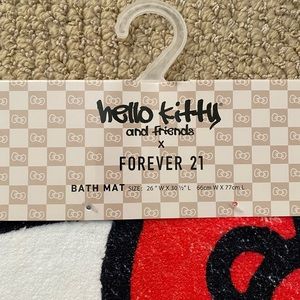 hello kitty
and friends
x
FOREVER 21
BATH MAT SIZE: 26" W X 30 ½" L 66cm W X 77cm L